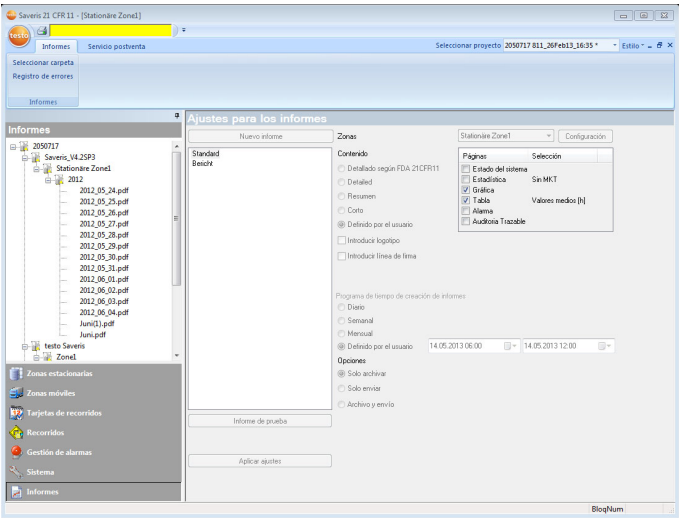 Saveris 21 CFR 11 - [Stationäre Zone1]
testo
Informes Servicio postventa Seleccionar proyecto 2050717 811_26Feb13_16:35 * Estilo
Seleccionar carpeta
Registro de errores
Informes
Ajustes para los informes
Informes
2050717
Saveris_V4.2SP3
Stationäre Zone1
2012
2012_05_24.pdf
2012_05_25.pdf
2012_05_26.pdf
2012_05_27.pdf
2012_05_28.pdf
2012_05_29.pdf
2012_05_30.pdf
2012_05_31.pdf
2012_06_01.pdf
2012_06_02.pdf
2012_06_03.pdf
2012_06_04.pdf
Juni(1).pdf
Juni.pdf
testo Saveris
Zone1
Zonas estacionarias
Zonas móviles
Tarjetas de recorridos
Recorridos
Gestión de alarmas
Sistema
Informes
Nuevo informe
Standard
Bericht
Informe de prueba
Aplicar ajustes
Zonas Stationäre Zone1 Configuración
Contenido
Detallado según FDA 21CFR11
Detailed
Resumen
Corto
Definido por el usuario
Introducir logotipo
Introducir línea de firma
Páginas Selección
Estado del sistema
Estadística Sin MKT
Gráfica
Tabla Valores medios [h]
Alarma
Auditoria Trazable
Programa de tiempo de creación de informes
Diario
Semanal
Mensual
Definido por el usuario 14.05.2013 06:00 14.05.2013 12:00
Opciones
Solo archivar
Solo enviar
Archivo y envío
BloqNum